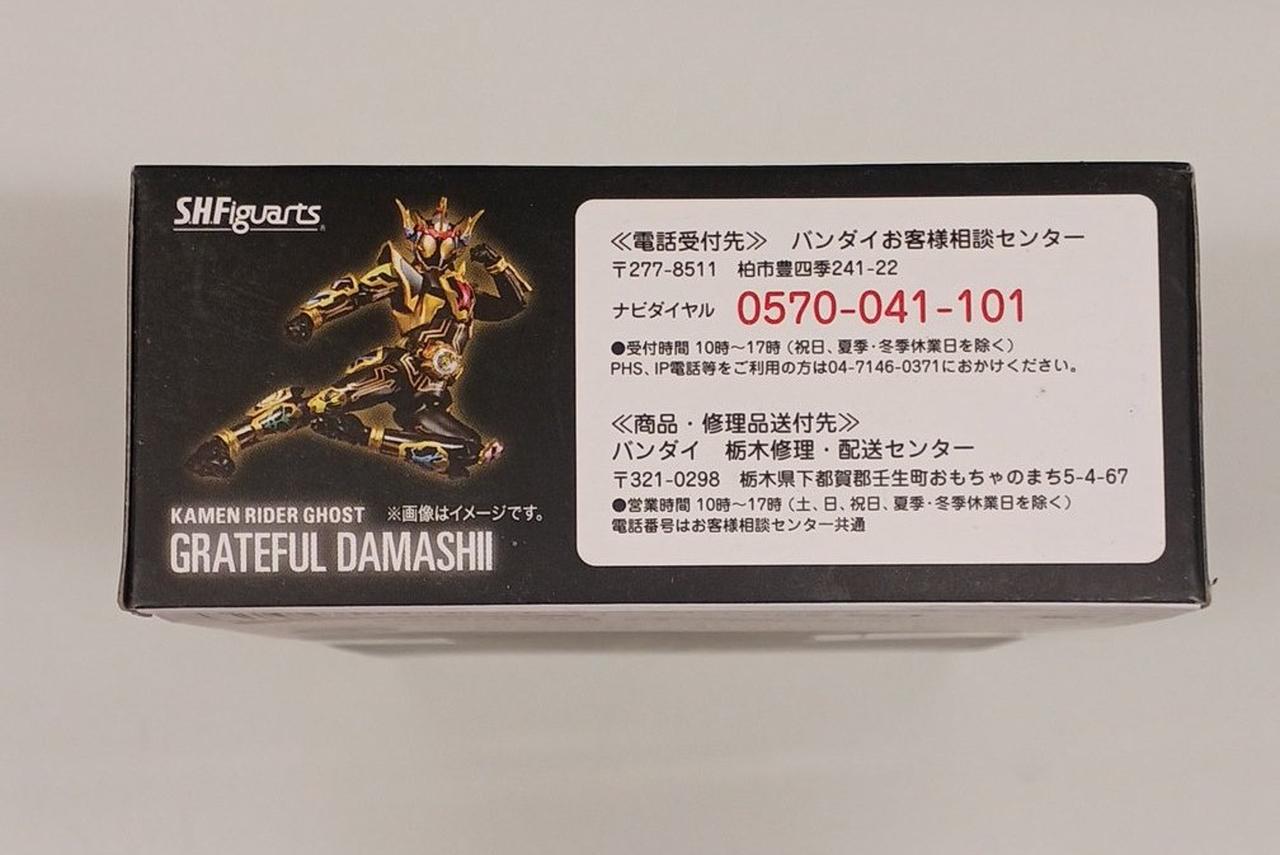 S.H.Figuarts
KAMEN RIDER GHOST ※画像はイメージです。
GRATEFUL DAMASHII
≪電話受付先≫ バンダイお客様相談センター
〒277-8511 柏市豊四季241-22
ナビダイヤル 0570-041-101
●受付時間 10時～17時（祝日、夏季・冬季休業日を除く）
PHS、IP電話等をご利用の方は04-7146-0371におかけください。
≪商品・修理品送付先≫
バンダイ 栃木修理・配送センター
〒321-0298 栃木県下都賀郡壬生町おもちゃのまち5-4-67
●営業時間 10時～17時（土、日、祝日、夏季・冬季休業日を除く）
電話番号はお客様相談センター共通